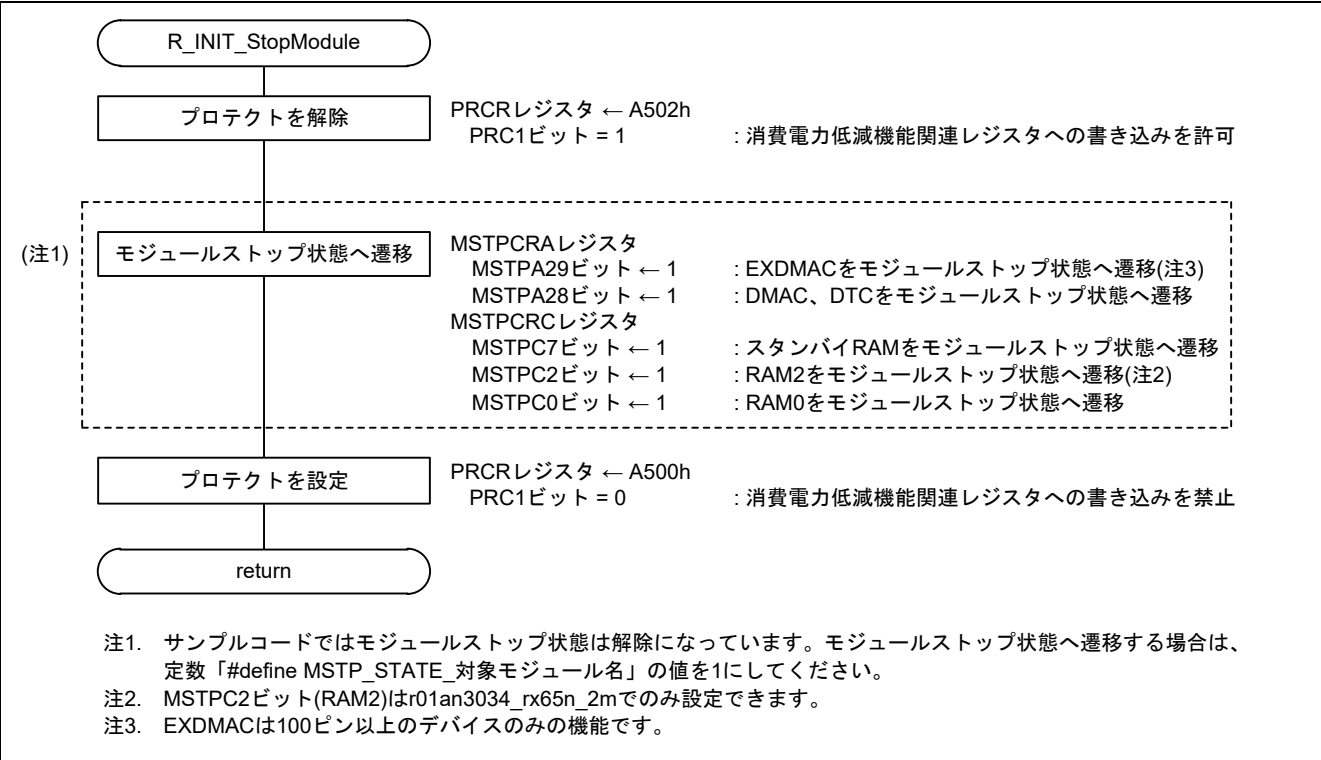 R_INIT_StopModule
プロテクトを解除
PRCRレジスタ ← A502h
PRC1ビット = 1 : 消費電力低減機能関連レジスタへの書き込みを許可
(注1)
モジュールストップ状態へ遷移
MSTPCRAレジスタ
MSTPA29ビット ← 1 : EXDMACをモジュールストップ状態へ遷移(注3)
MSTPA28ビット ← 1 : DMAC、DTCをモジュールストップ状態へ遷移
MSTPCRCレジスタ
MSTPC7ビット ← 1 : スタンバイRAMをモジュールストップ状態へ遷移
MSTPC2ビット ← 1 : RAM2をモジュールストップ状態へ遷移(注2)
MSTPC0ビット ← 1 : RAM0をモジュールストップ状態へ遷移
プロテクトを設定
PRCRレジスタ ← A500h
PRC1ビット = 0 : 消費電力低減機能関連レジスタへの書き込みを禁止
return
注1. サンプルコードではモジュールストップ状態は解除になっています。モジュールストップ状態へ遷移する場合は、
定数「#define MSTP_STATE_対象モジュール名」の値を1にしてください。
注2. MSTPC2ビット(RAM2)はr01an3034_rx65n_2mでのみ設定できます。
注3. EXDMACは100ピン以上のデバイスのみの機能です。